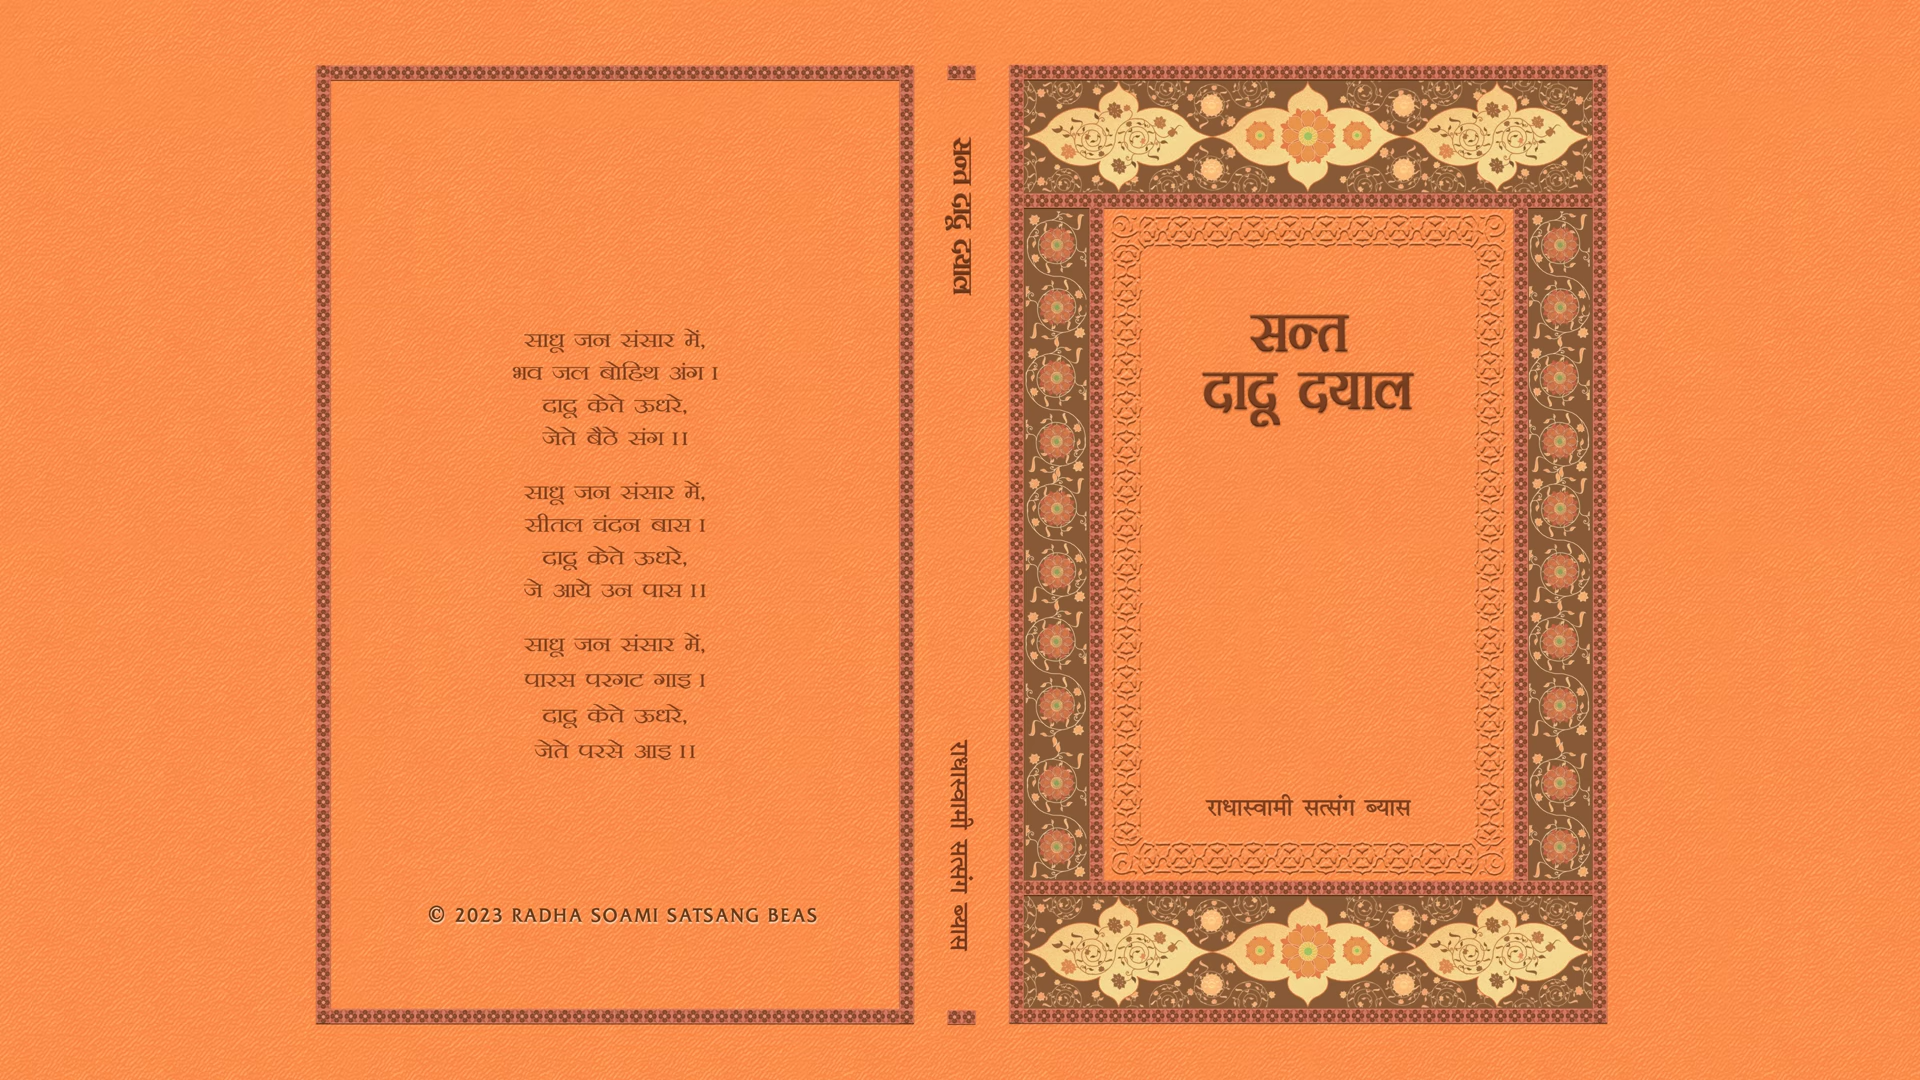 साधू जन संसार में,
भव जल बोहिथ अंग।
दादू केते ऊधरे,
जेते बैठे संग।।
साधू जन संसार में,
सीतल चंदन बास।
दादू केते ऊधरे,
जे आये उन पास।।
साधू जन संसार में,
पारस परगट गाइ।
दादू केते ऊधरे,
जेते परसे आइ।।
© 2023 RADHA SOAMI SATSANG BEAS
सन्त दादू दयाल
राधास्वामी सत्संग ब्यास
सन्त
दादू दयाल
राधास्वामी सत्संग ब्यास